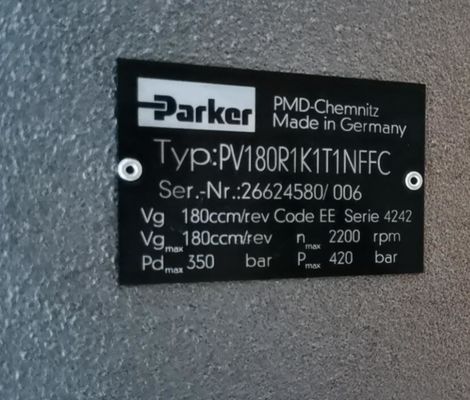 Parker
PMD-Chemnitz
Made in Germany
Typ:PV180R1K1T1NFFC
Ser.-Nr.:26624580/ 006
Vg 180ccm/rev Code EE Serie 4242
Vgmax 180ccm/rev nmax 2200 rpm
Pdmax 350 bar Pmax 420 bar